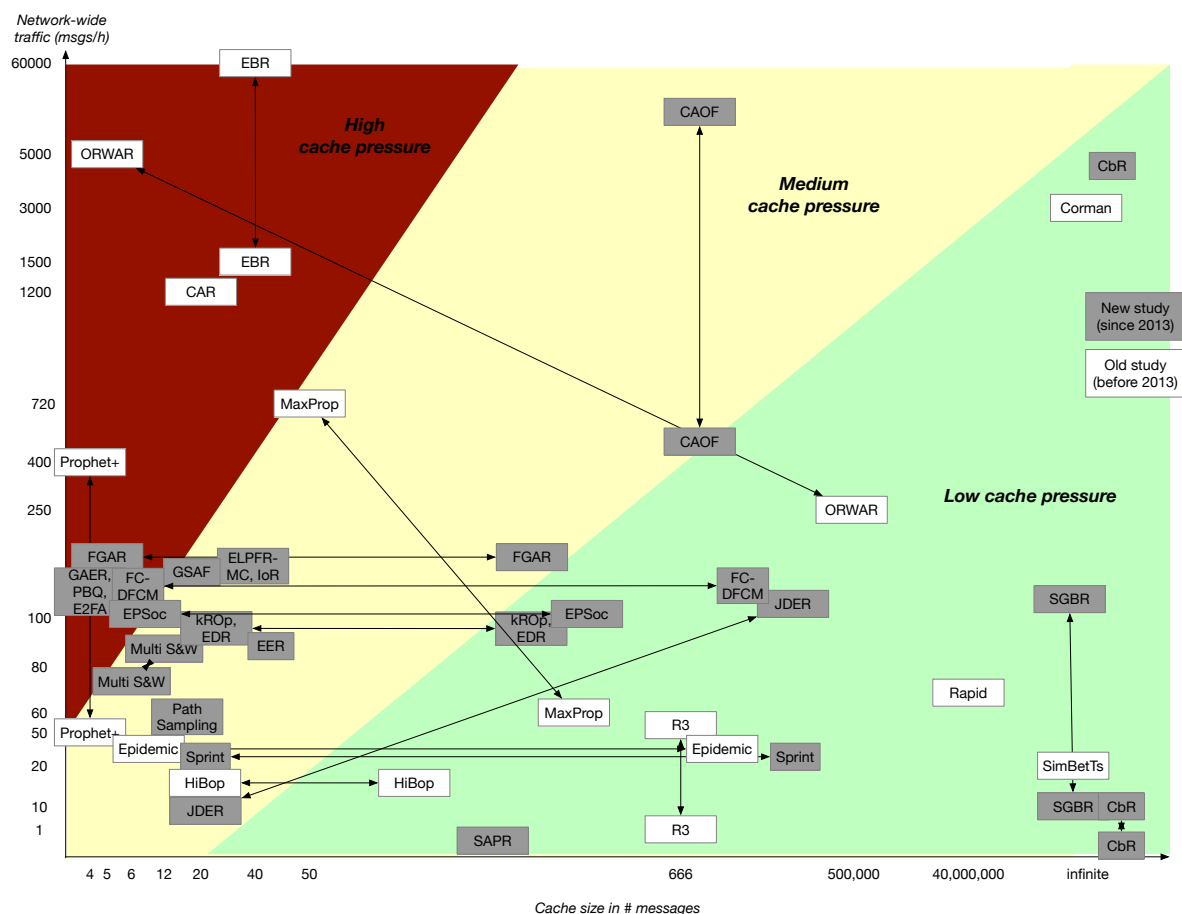 Network-wide
traffic (msgs/h)
60000
EBR
CAOF
High
cache pressure
5000
ORWAR
CbR
Medium
cache pressure
3000
Corman
1500
EBR
1200
CAR
New study
(since 2013)
Old study
(before 2013)
720
MaxProp
CAOF
400
Prophet+
Low cache pressure
250
ORWAR
FGAR
GSAF
ELPFR-
MC, IoR
FGAR
GAER,
PBQ,
E2FA
FC-
DFCM
FC-
DFCM
JDER
SGBR
100
EPSoc
kROp,
EDR
EER
kROp,
EDR
EPSoc
Multi S&W
80
Multi S&W
Rapid
60
Path
Sampling
MaxProp
R3
50
Prophet+
Epidemic
Sprint
Epidemic
Sprint
20
SimBetTs
HiBop
HiBop
10
JDER
SGBR
CbR
1
R3
SAPR
CbR
4 5 6 12 20 40 50 666 500,000 40,000,000 infinite
Cache size in # messages